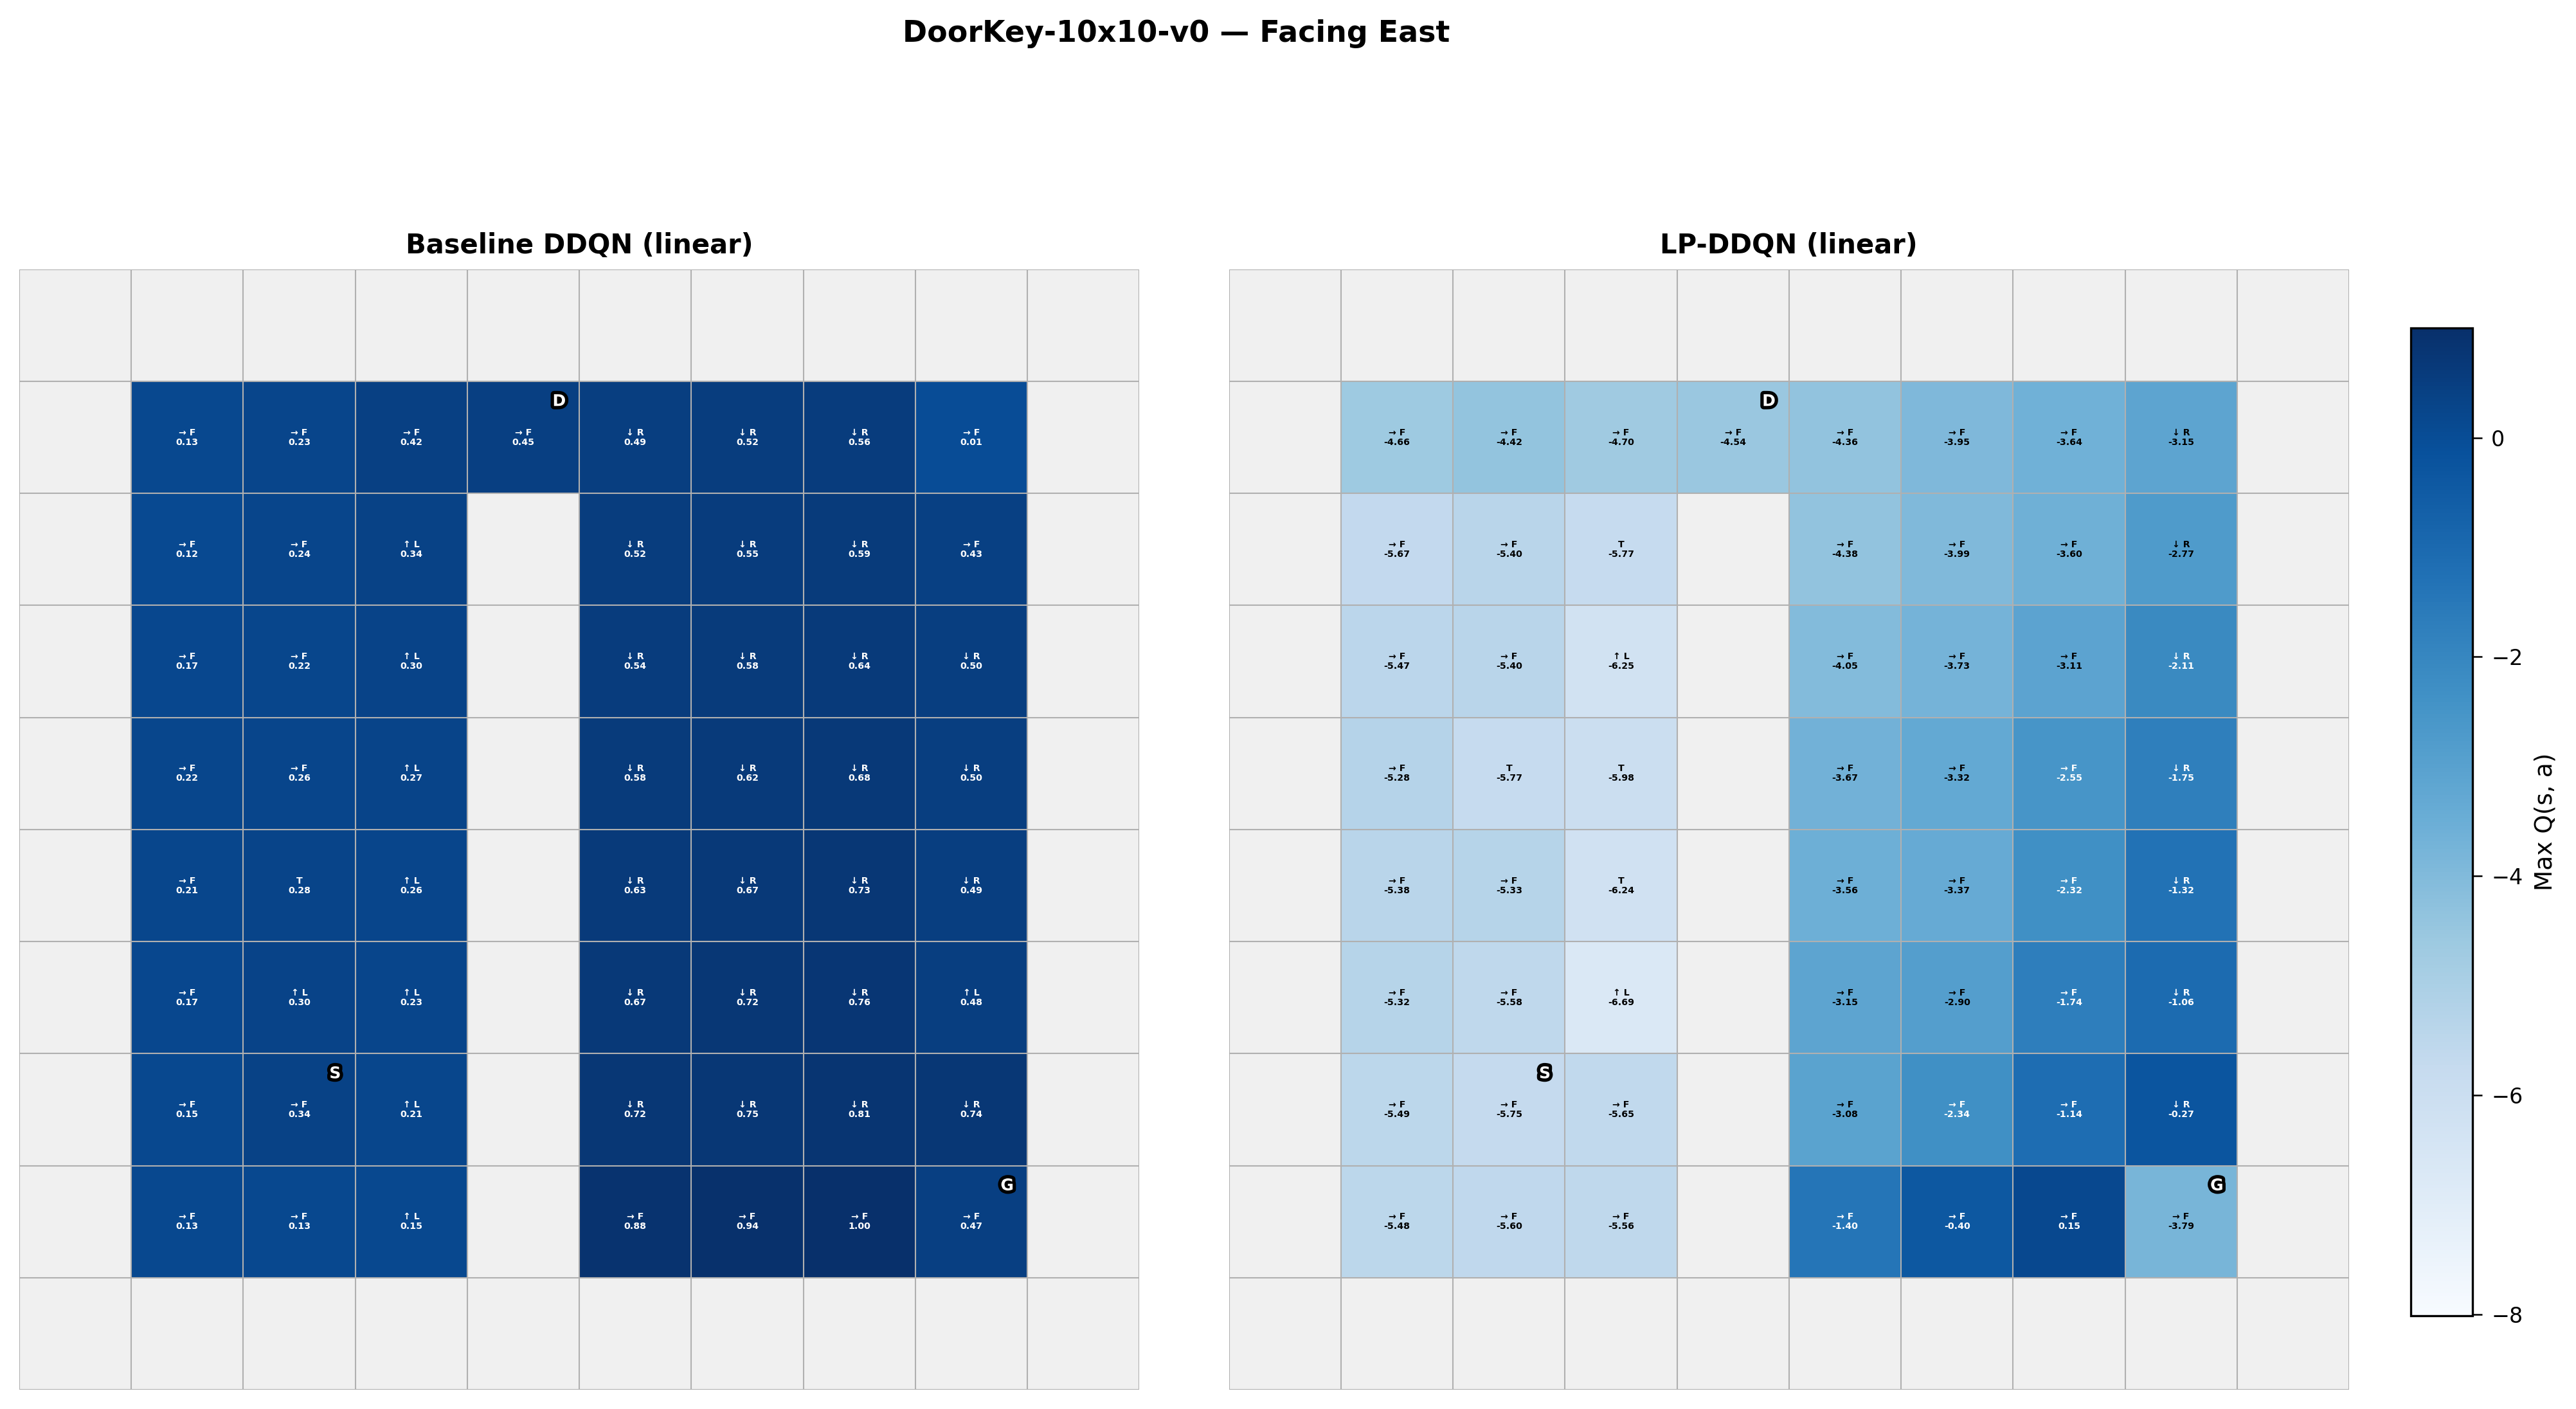 DoorKey-10x10-v0 — Facing East
Baseline DDQN (linear)
D
→ F → F → F → F ↓ R ↓ R ↓ R → F
0.13 0.23 0.42 0.45 0.49 0.52 0.56 0.01
→ F → F ↑ L ↓ R ↓ R ↓ R → F
0.12 0.24 0.34 0.52 0.55 0.59 0.43
→ F → F ↑ L ↓ R ↓ R ↓ R ↓ R
0.17 0.22 0.30 0.54 0.58 0.64 0.50
→ F → F ↑ L ↓ R ↓ R ↓ R ↓ R
0.22 0.26 0.27 0.58 0.62 0.68 0.50
→ F T ↑ L ↓ R ↓ R ↓ R ↓ R
0.21 0.28 0.26 0.63 0.67 0.73 0.49
→ F ↑ L ↑ L ↓ R ↓ R ↓ R ↑ L
0.17 0.30 0.23 0.67 0.72 0.76 0.48
S
→ F → F ↑ L ↓ R ↓ R ↓ R ↓ R
0.15 0.34 0.21 0.72 0.75 0.81 0.74
G
→ F → F ↑ L → F → F → F → F
0.13 0.13 0.15 0.88 0.94 1.00 0.47
LP-DDQN (linear)
D
→ F → F → F → F → F → F → F ↓ R
-4.66 -4.42 -4.70 -4.54 -4.36 -3.95 -3.64 -3.15
→ F → F T → F → F → F ↓ R
-5.67 -5.40 -5.77 -4.38 -3.99 -3.60 -2.77
→ F → F ↑ L → F → F → F ↓ R
-5.47 -5.40 -6.25 -4.05 -3.73 -3.11 -2.11
→ F T T → F → F → F ↓ R
-5.28 -5.77 -5.98 -3.67 -3.32 -2.55 -1.75
→ F → F T → F → F → F ↓ R
-5.38 -5.33 -6.24 -3.56 -3.37 -2.32 -1.32
→ F → F ↑ L → F → F → F ↓ R
-5.32 -5.58 -6.69 -3.15 -2.90 -1.74 -1.06
S
→ F → F → F → F → F → F ↓ R
-5.49 -5.75 -5.65 -3.08 -2.34 -1.14 -0.27
G
→ F → F → F → F → F → F → F
-5.48 -5.60 -5.56 -1.40 -0.40 0.15 -3.79
0
−2
−4
−6
−8
Max Q(s, a)